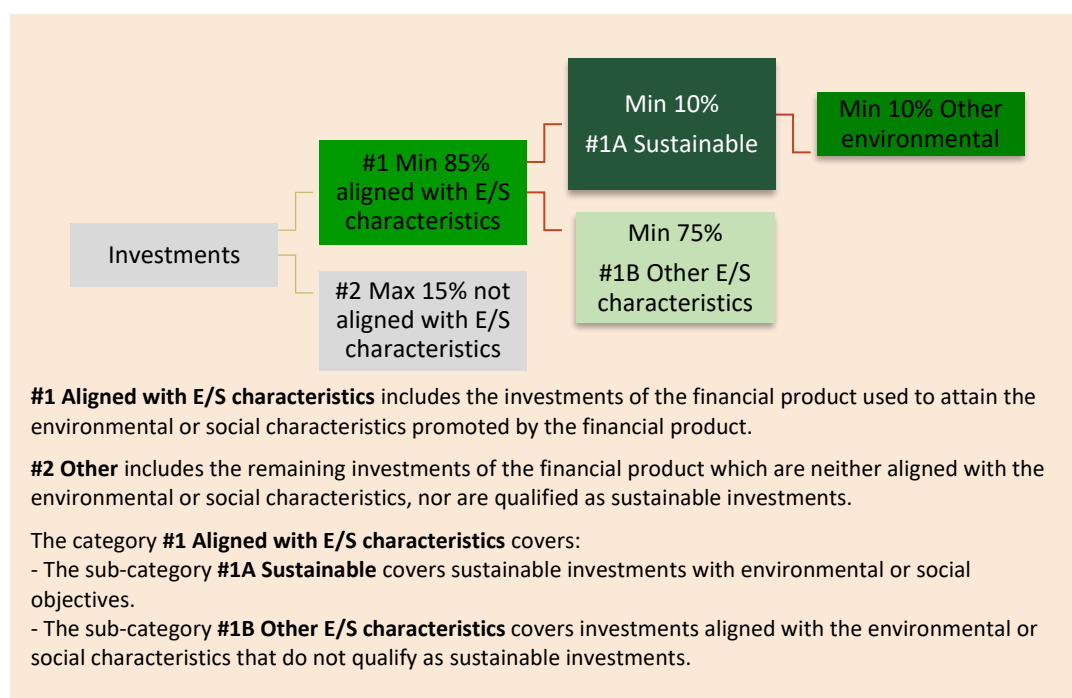 Min 10%
#1A Sustainable
Min 10% Other
environmental
#1 Min 85%
aligned with E/S
characteristics
Min 75%
#1B Other E/S
characteristics
Investments
#2 Max 15% not
aligned with E/S
characteristics
#1 Aligned with E/S characteristics includes the investments of the financial product used to attain the
environmental or social characteristics promoted by the financial product.
#2 Other includes the remaining investments of the financial product which are neither aligned with the
environmental or social characteristics, nor are qualified as sustainable investments.
The category #1 Aligned with E/S characteristics covers:
- The sub-category #1A Sustainable covers sustainable investments with environmental or social
objectives.
- The sub-category #1B Other E/S characteristics covers investments aligned with the environmental or
social characteristics that do not qualify as sustainable investments.